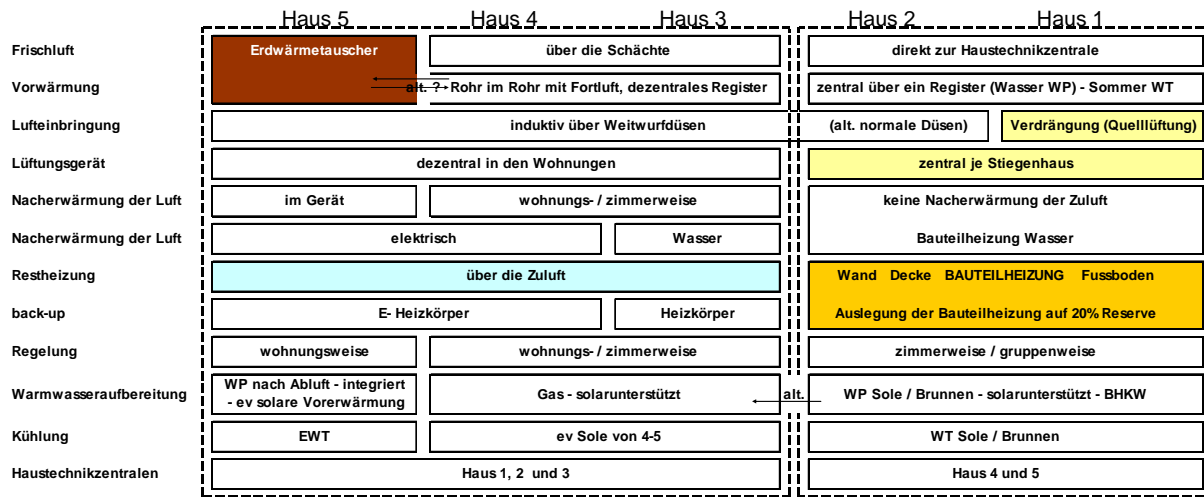 Haus 5 Haus 4 Haus 3 Haus 2 Haus 1
Frischluft Erdwärmetauscher über die Schächte direkt zur Haustechnikzentrale
Vorwärmung alt. ? Rohr im Rohr mit Fortluft, dezentrales Register zentral über ein Register (Wasser WP) - Sommer WT
Lufteinbringung induktiv über Weitwurfdüsen (alt. normale Düsen) Verdrängung (Quelllüftung)
Lüftungsgerät dezentral in den Wohnungen zentral je Stiegenhaus
Nacherwärmung der Luft im Gerät wohnungs- / zimmerweise keine Nacherwärmung der Zuluft
Nacherwärmung der Luft elektrisch Wasser Bauteilheizung Wasser
Restheizung über die Zuluft Wand Decke BAUTEILHEIZUNG Fussboden
back-up E- Heizkörper Heizkörper Auslegung der Bauteilheizung auf 20% Reserve
Regelung wohnungsweise wohnungs- / zimmerweise zimmerweise / gruppenweise
Warmwasseraufbereitung WP nach Abluft - integriert
- ev solare Vorerwärmung Gas - solarunterstützt alt. WP Sole / Brunnen - solarunterstützt - BHKW
Kühlung EWT ev Sole von 4-5 WT Sole / Brunnen
Haustechnikzentralen Haus 1, 2 und 3 Haus 4 und 5